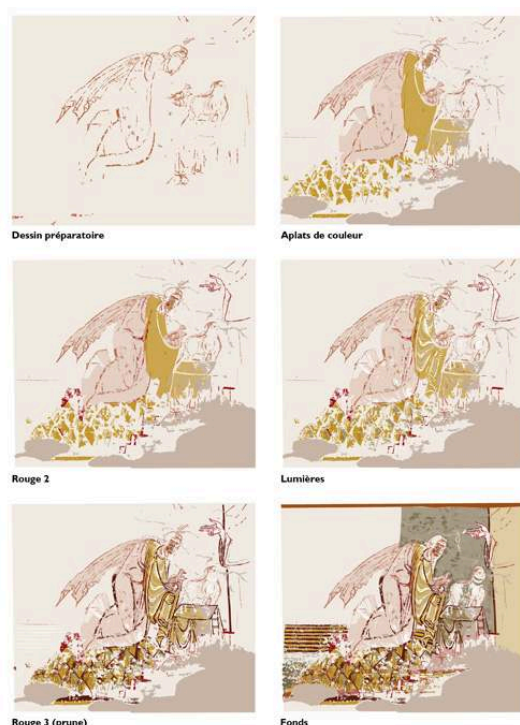 Dessin préparatoire
Aplats de couleur
Rouge 2
Lumières
Rouge 3 (prune)
Fonds